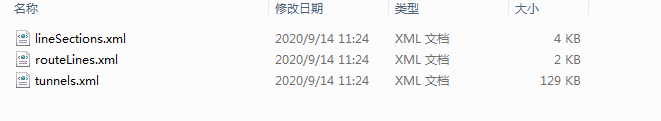 名称 修改日期 类型 大小
lineSections.xml 2020/9/14 11:24 XML 文档 4 KB
routeLines.xml 2020/9/14 11:24 XML 文档 2 KB
tunnels.xml 2020/9/14 11:24 XML 文档 129 KB